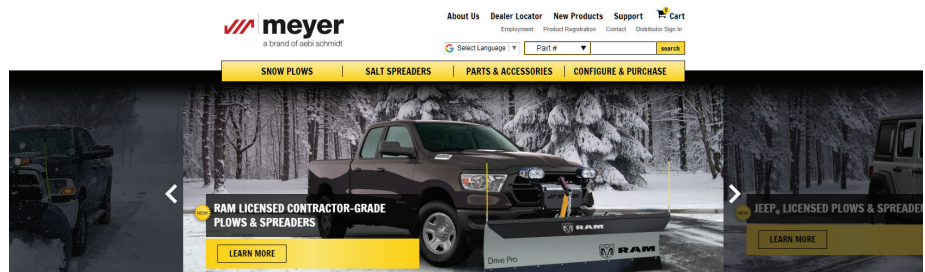 meyer
a brand of aebi schmidt
About Us Dealer Locator New Products Support 0 Cart
Employment Product Registration Contact Distributor Sign In
G Select Language ▼ Part # ▼ search
SNOW PLOWS SALT SPREADERS PARTS & ACCESSORIES CONFIGURE & PURCHASE
NEW RAM LICENSED CONTRACTOR-GRADE
PLOWS & SPREADERS
LEARN MORE
RAM
RAM
Drive Pro
NEW JEEP® LICENSED PLOWS & SPREADE
LEARN MORE